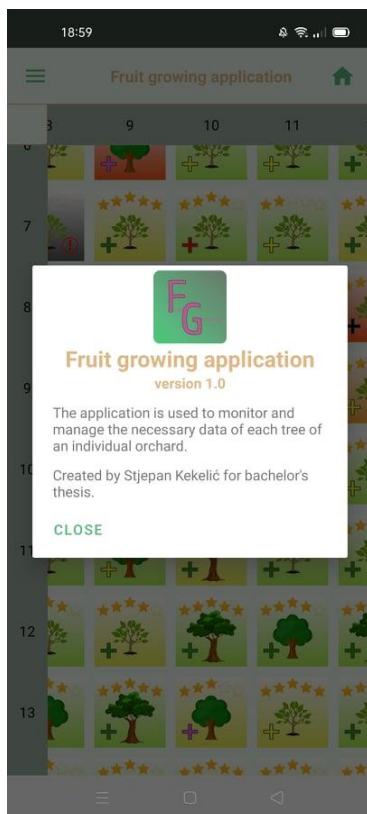 18:59
Fruit growing application
9 10 11
7
8
FG
Fruit growing application
version 1.0
9
The application is used to monitor and
manage the necessary data of each tree of
an individual orchard.
10
Created by Stjepan Kekelić for bachelor's
thesis.
CLOSE
11
12
13